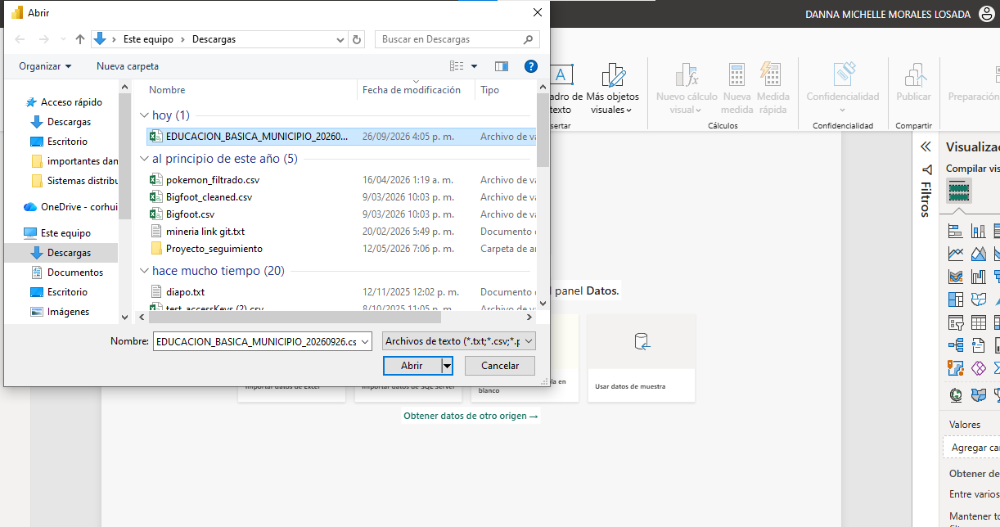 Abrir
DANNA MICHELLE MORALES LOSADA
Este equipo
Descargas
Buscar en Descargas
Organizar
Nueva carpeta
Nombre
Fecha de modificación
Tipo
Acceso rápido
Descargas
Escritorio
importantes dan
Sistemas distribu
OneDrive - corhui
Este equipo
Descargas
Documentos
Escritorio
Imágenes
hoy (1)
EDUCACION_BASICA_MUNICIPIO_20260... 26/09/2026 4:05 p. m. Archivo de va
al principio de este año (5)
pokemon_filtrado.csv 16/04/2026 1:19 a. m. Archivo de va
Bigfoot_cleaned.csv 9/03/2026 10:03 p. m. Archivo de va
Bigfoot.csv 9/03/2026 10:03 p. m. Archivo de va
mineria link git.txt 20/02/2026 5:49 p. m. Documento
Proyecto_seguimiento 12/05/2026 7:06 p. m. Carpeta de ar
hace mucho tiempo (20)
diapo.txt 12/11/2025 12:02 p. m. Documento
test_accessKeys (2).csv 8/10/2025 11:05 p. m. Archivo de va
Nombre:
EDUCACION_BASICA_MUNICIPIO_20260926.cs
Archivos de texto (*.txt;*.csv;*.p
Abrir
Cancelar
A
adro de
texto
Más objetos
visuales
sertar
Nuevo cálculo
visual
Nueva
medida
Medida
rápida
Cálculos
Confidencialidad
Confidencialidad
Publicar
Compartir
Preparación
Filtros
Visualizac
Compilar vis
l panel Datos.
Importar datos de Excel
Importar datos de SQL Server
la en
blanco
Usar datos de muestra
Obtener datos de otro origen →
Valores
Agregar ca
Obtener de
Entre varios
Mantener to